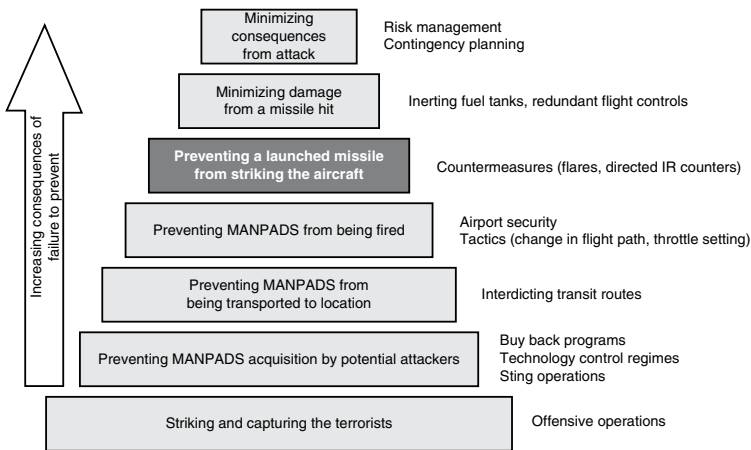 Minimizing
consequences
from attack
Risk management
Contingency planning
Minimizing damage
from a missile hit
Inerting fuel tanks, redundant flight controls
Preventing a launched missile
from striking the aircraft
Countermeasures (flares, directed IR counters)
Preventing MANPADS from being fired
Airport security
Tactics (change in flight path, throttle setting)
Preventing MANPADS from
being transported to location
Interdicting transit routes
Preventing MANPADS acquisition by potential attackers
Buy back programs
Technology control regimes
Sting operations
Striking and capturing the terrorists
Offensive operations
Increasing consequences of
failure to prevent